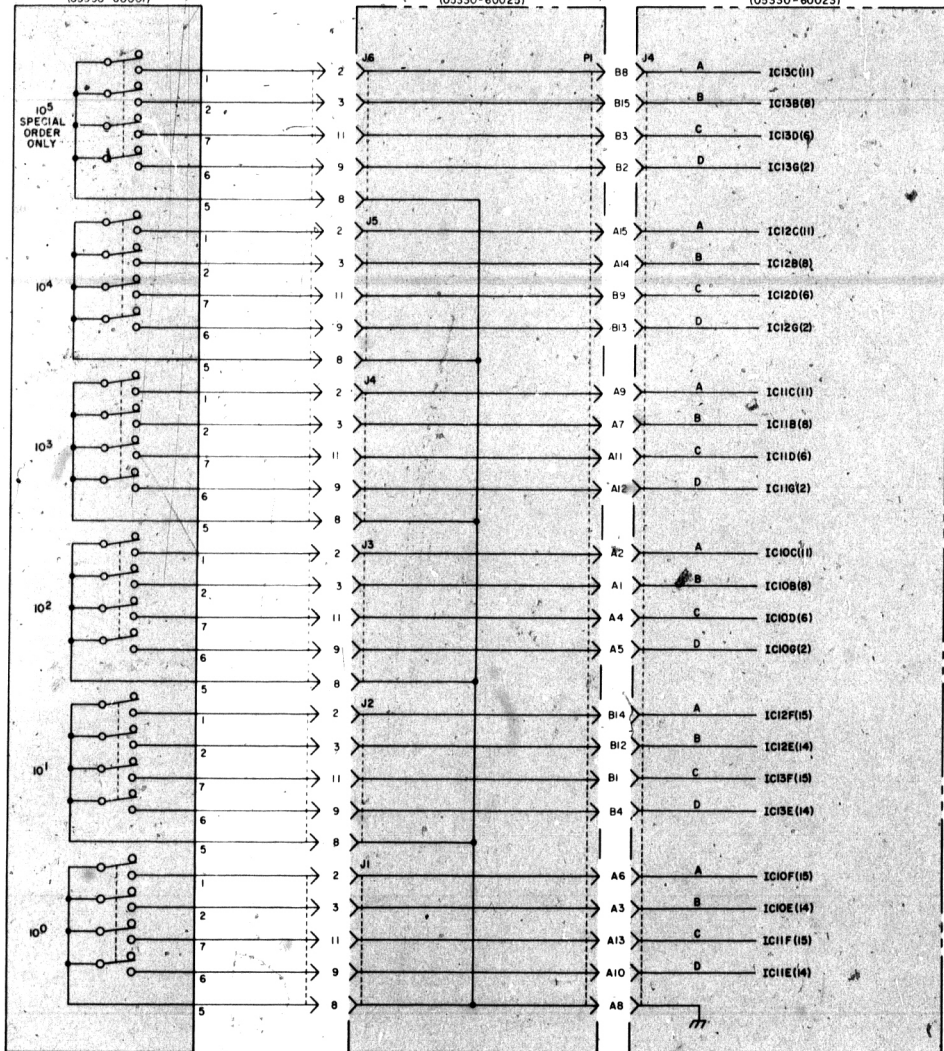 (05330-60025) (05330-60023)
J6 P1 J4
1 2 B8 A IC13C(11)
2 3 B15 B IC13B(8)
10⁵ SPECIAL ORDER ONLY
7 11 B3 C IC13D(6)
6 9 B2 D IC13G(2)
5 8
J5
1 2 A15 A IC12C(11)
2 3 A14 B IC12B(8)
10⁴
7 11 B9 C IC12D(6)
6 9 B13 D IC12G(2)
5 8
J4
1 2 A9 A IC11C(11)
2 3 A7 B IC11B(8)
10³
7 11 A11 C IC11D(6)
6 9 A12 D IC11G(2)
5 8
J3
1 2 A2 A IC10C(11)
2 3 A1 B IC10B(8)
10²
7 11 A4 C IC10D(6)
6 9 A5 D IC10G(2)
5 8
J2
1 2 B14 A IC12F(15)
2 3 B12 B IC12E(14)
10¹
7 11 B1 C IC13F(15)
6 9 B4 D IC13E(14)
5 8
J1
1 2 A6 A IC10F(15)
2 3 A3 B IC10E(14)
10⁰
7 11 A13 C IC11F(15)
6 9 A10 D IC11E(14)
5 8 A8